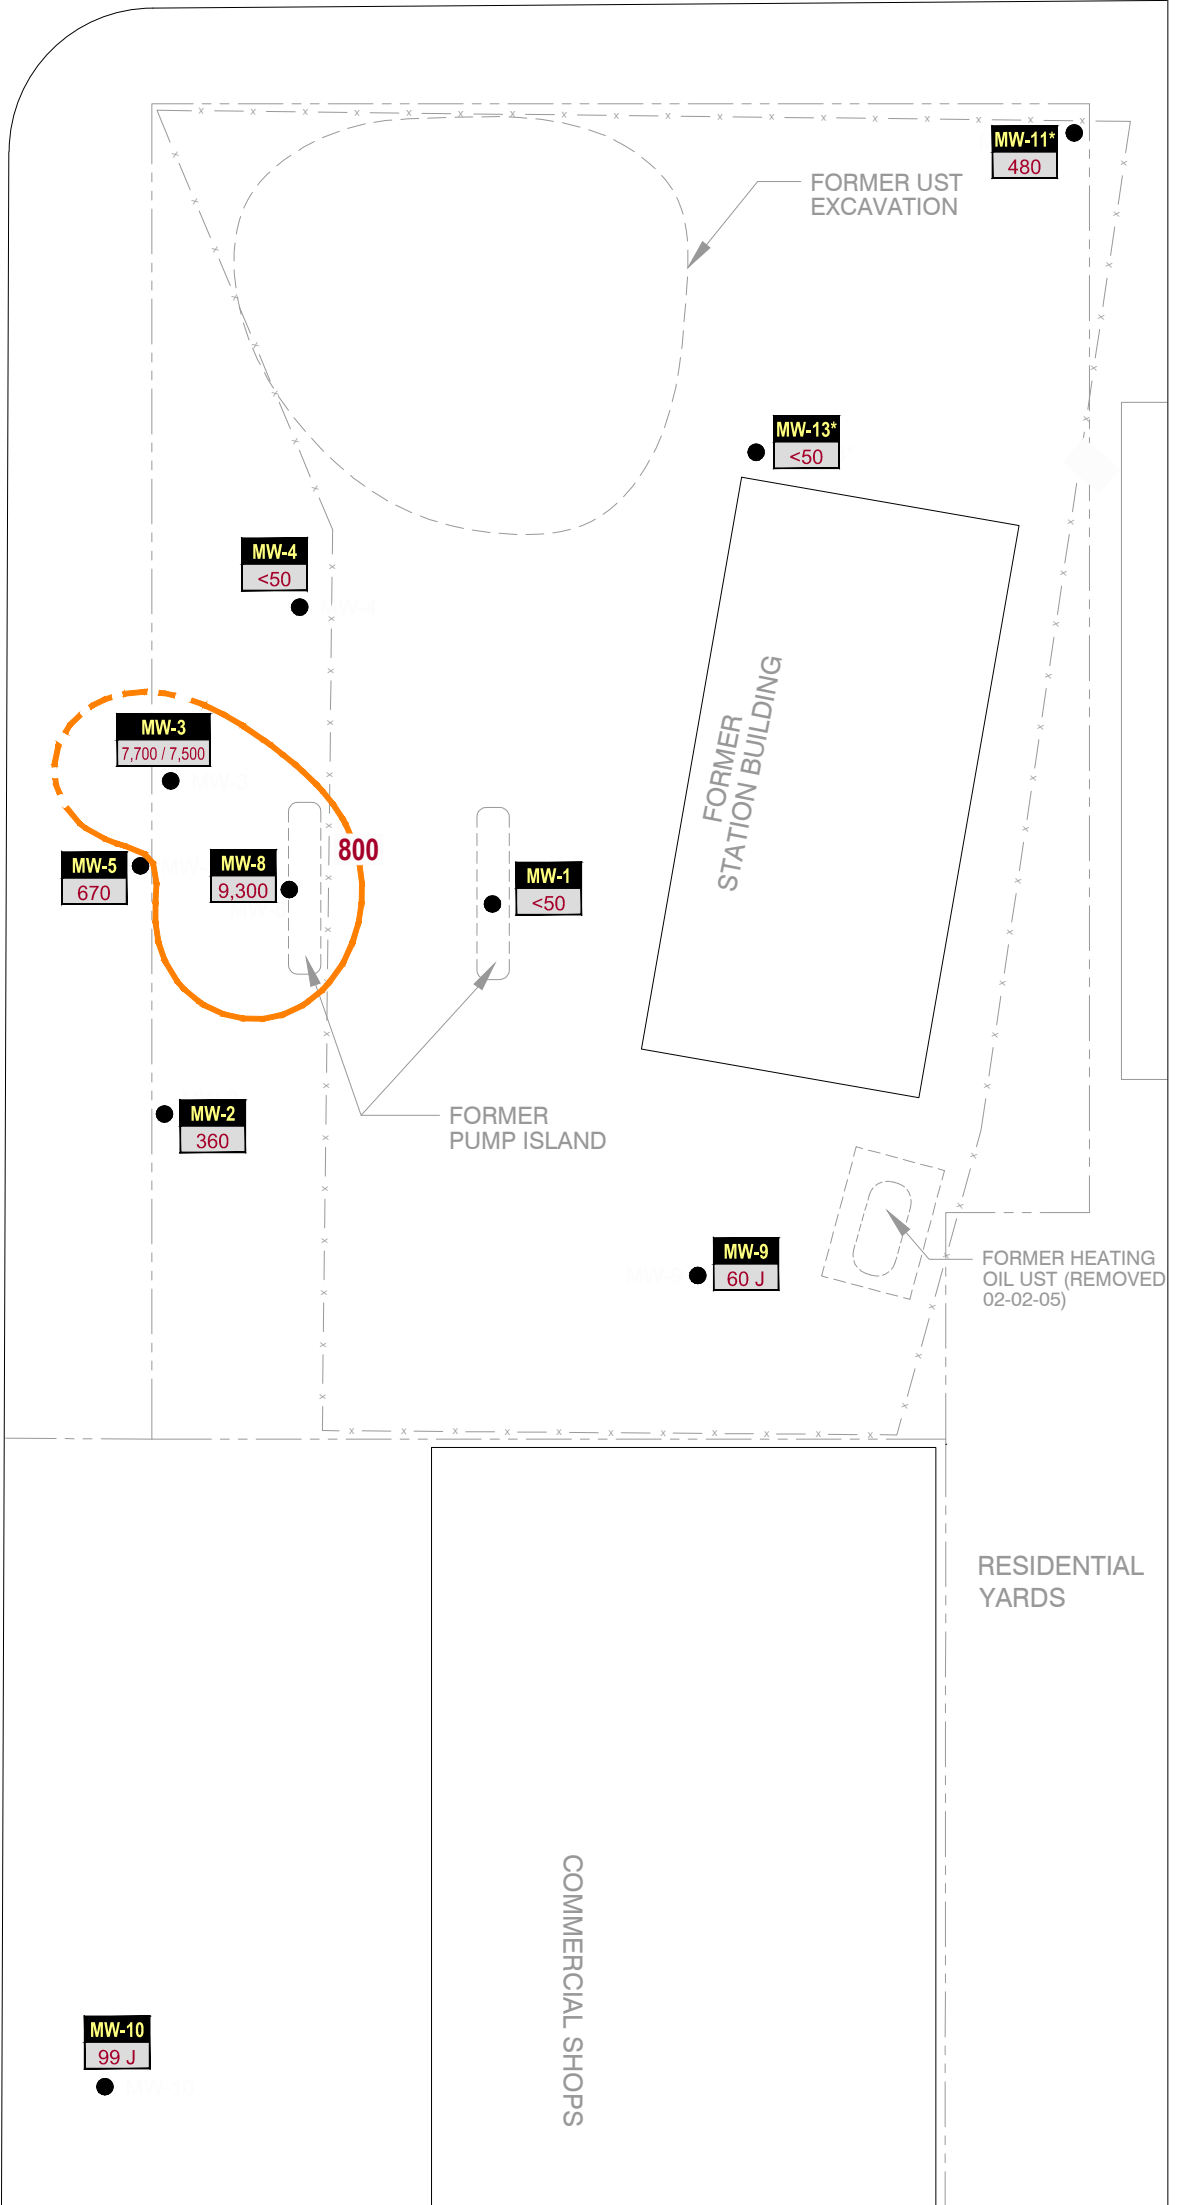 MW-11*
480
FORMER UST
EXCAVATION
MW-13*
<50
MW-4
<50
FORMER
STATION BUILDING
MW-3
7,700 / 7,500
800
MW-5
670
MW-8
9,300
MW-1
<50
MW-2
360
FORMER
PUMP ISLAND
MW-9
60 J
FORMER HEATING
OIL UST (REMOVED
02-02-05)
RESIDENTIAL
YARDS
COMMERCIAL SHOPS
MW-10
99 J